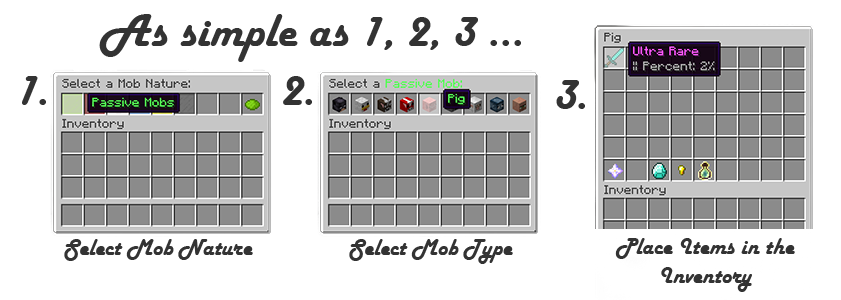 As simple as 1, 2, 3 ...
1.
Select a Mob Nature:
Passive Mobs
Inventory
Select Mob Nature
2.
Select a Passive Mob:
Pig
Inventory
Select Mob Type
3.
Pig
Ultra Rare
Percent: 2%
Inventory
Place Items in the
Inventory